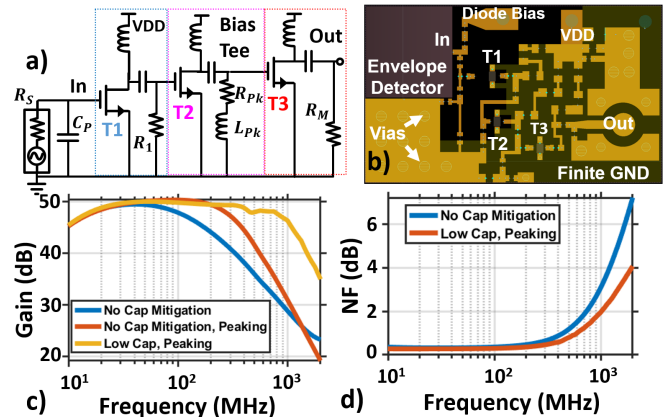 a)
VDD
Bias
Tee
Out
In
T1
T2
T3
R_S
C_P
R_1
R_Pk
L_Pk
R_M
Diode Bias
In
VDD
T1
Envelope
Detector
T2
T3
Out
Vias
b)
Finite GND
Gain (dB)
50
40
30
20
No Cap Mitigation
No Cap Mitigation, Peaking
Low Cap, Peaking
10^1
10^2
10^3
c)
Frequency (MHz)
NF (dB)
6
4
2
0
No Cap Mitigation
Low Cap, Peaking
10^1
10^2
10^3
d)
Frequency (MHz)